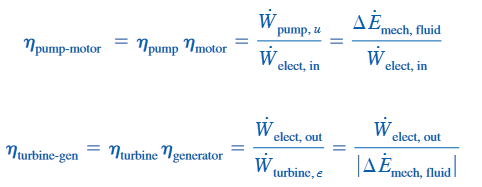 η_pump-motor = η_pump η_motor = Ẇ_pump, u / Ẇ_elect, in = ΔĖ_mech, fluid / Ẇ_elect, in
η_turbine-gen = η_turbine η_generator = Ẇ_elect, out / Ẇ_turbine, e = Ẇ_elect, out / |ΔĖ_mech, fluid|